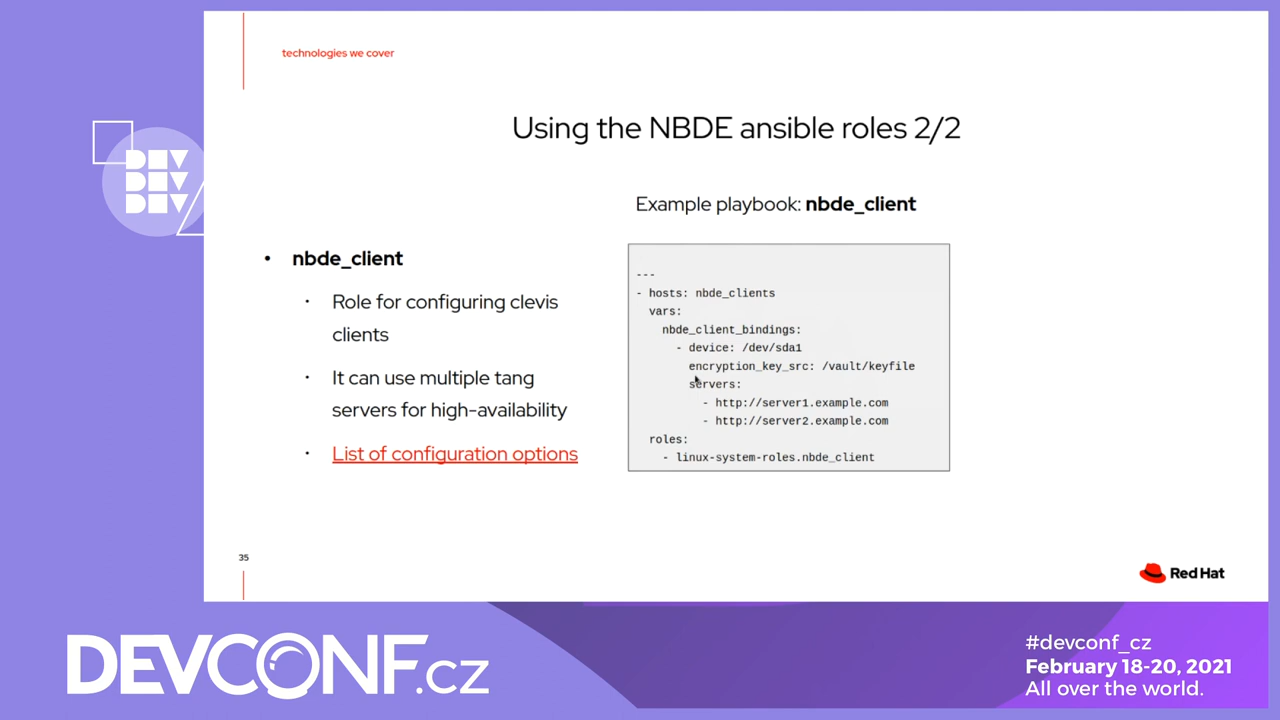 technologies we cover
Using the NBDE ansible roles 2/2
DEV
DEV
DEV
Example playbook: nbde_client
• nbde_client
· Role for configuring clevis
clients
· It can use multiple tang
servers for high-availability
· List of configuration options
---
- hosts: nbde_clients
vars:
nbde_client_bindings:
- device: /dev/sda1
encryption_key_src: /vault/keyfile
servers:
- http://server1.example.com
- http://server2.example.com
roles:
- linux-system-roles.nbde_client
35
Red Hat
DEVCONF.cz
#devconf_cz
February 18-20, 2021
All over the world.